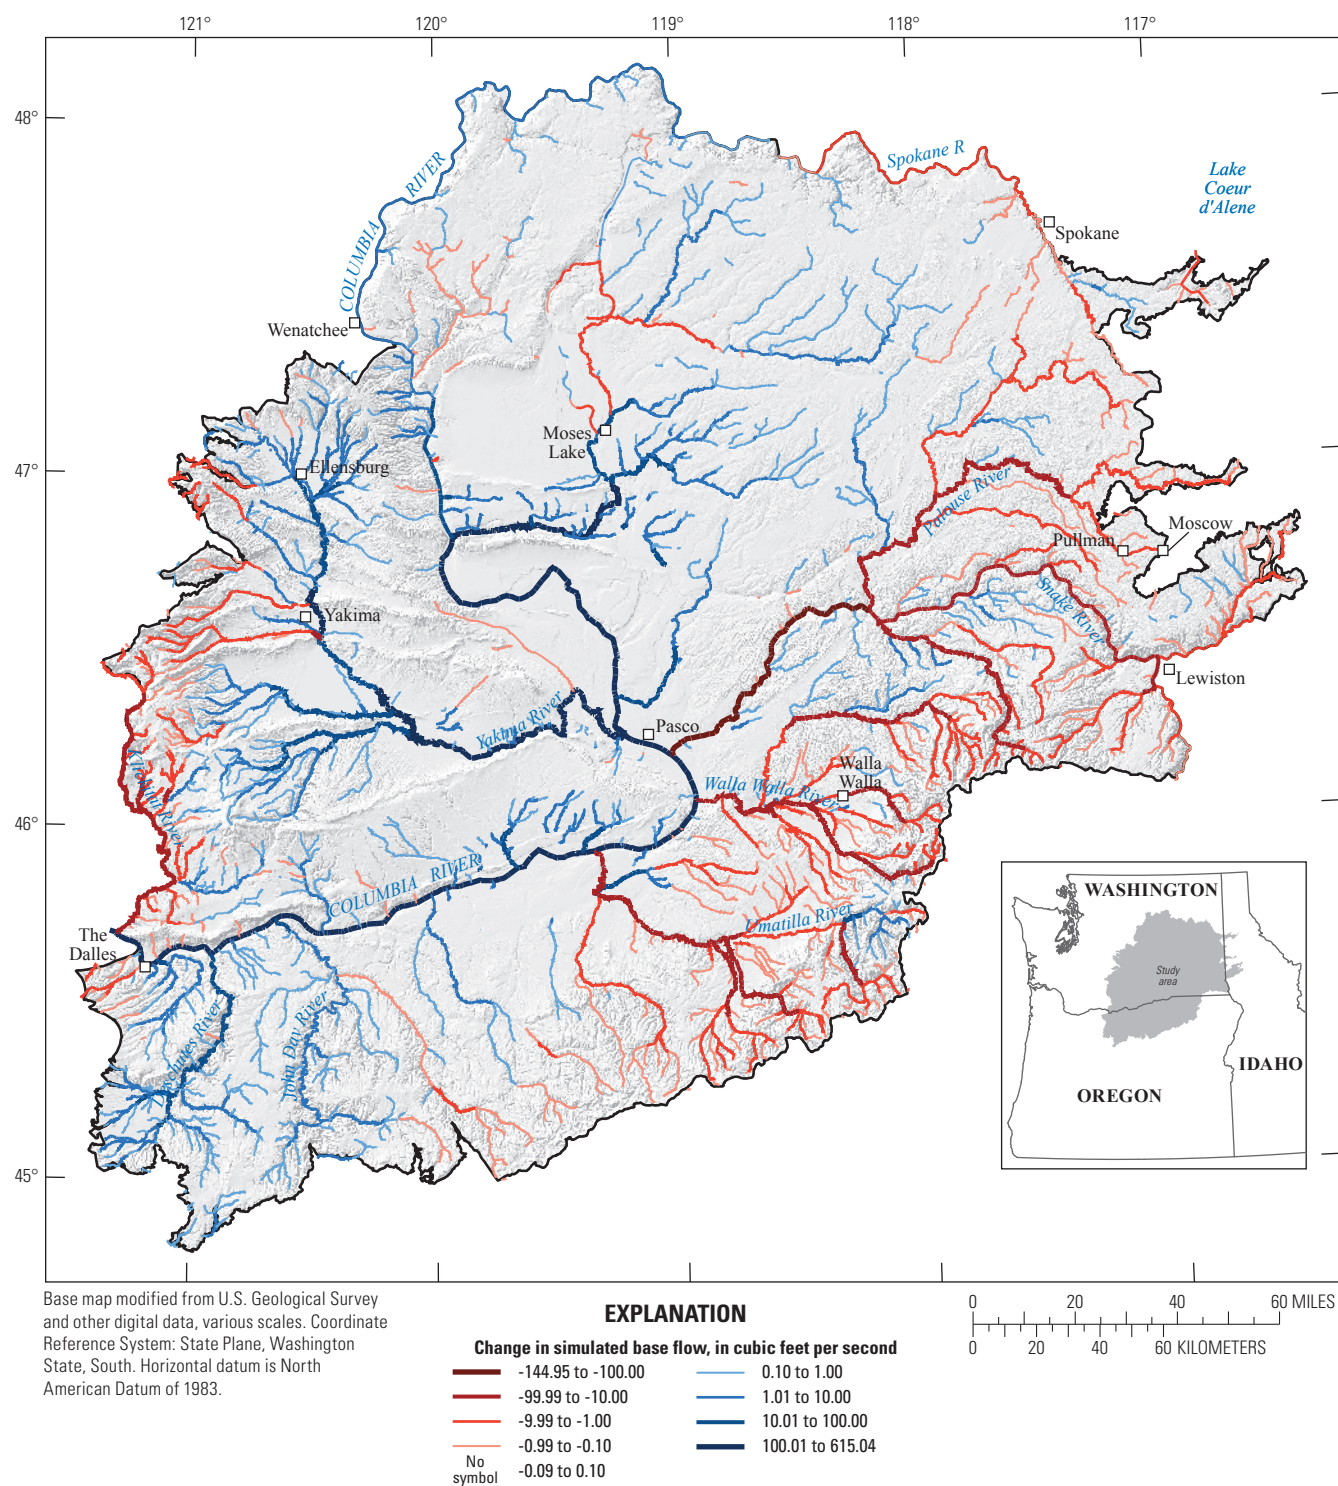 121°
120°
119°
118°
117°
48°
47°
46°
45°
COLUMBIA
RIVER
Spokane R
Lake
Coeur
d'Alene
Spokane
Wenatchee
Moses
Lake
Ellensburg
Palouse River
Moscow
Pullman
Snake River
Yakima
Lewiston
Yakima River
Pasco
Walla
Walla
Walla Walla River
Klickitat River
COLUMBIA RIVER
Umatilla River
The
Dalles
Deschutes River
John Day River
WASHINGTON
Study
area
IDAHO
OREGON
Base map modified from U.S. Geological Survey
and other digital data, various scales. Coordinate
Reference System: State Plane, Washington
State, South. Horizontal datum is North
American Datum of 1983.
EXPLANATION
Change in simulated base flow, in cubic feet per second
-144.95 to -100.00
-99.99 to -10.00
-9.99 to -1.00
-0.99 to -0.10
No
symbol
-0.09 to 0.10
0.10 to 1.00
1.01 to 10.00
10.01 to 100.00
100.01 to 615.04
0 20 40 60 MILES
0 20 40 60 KILOMETERS